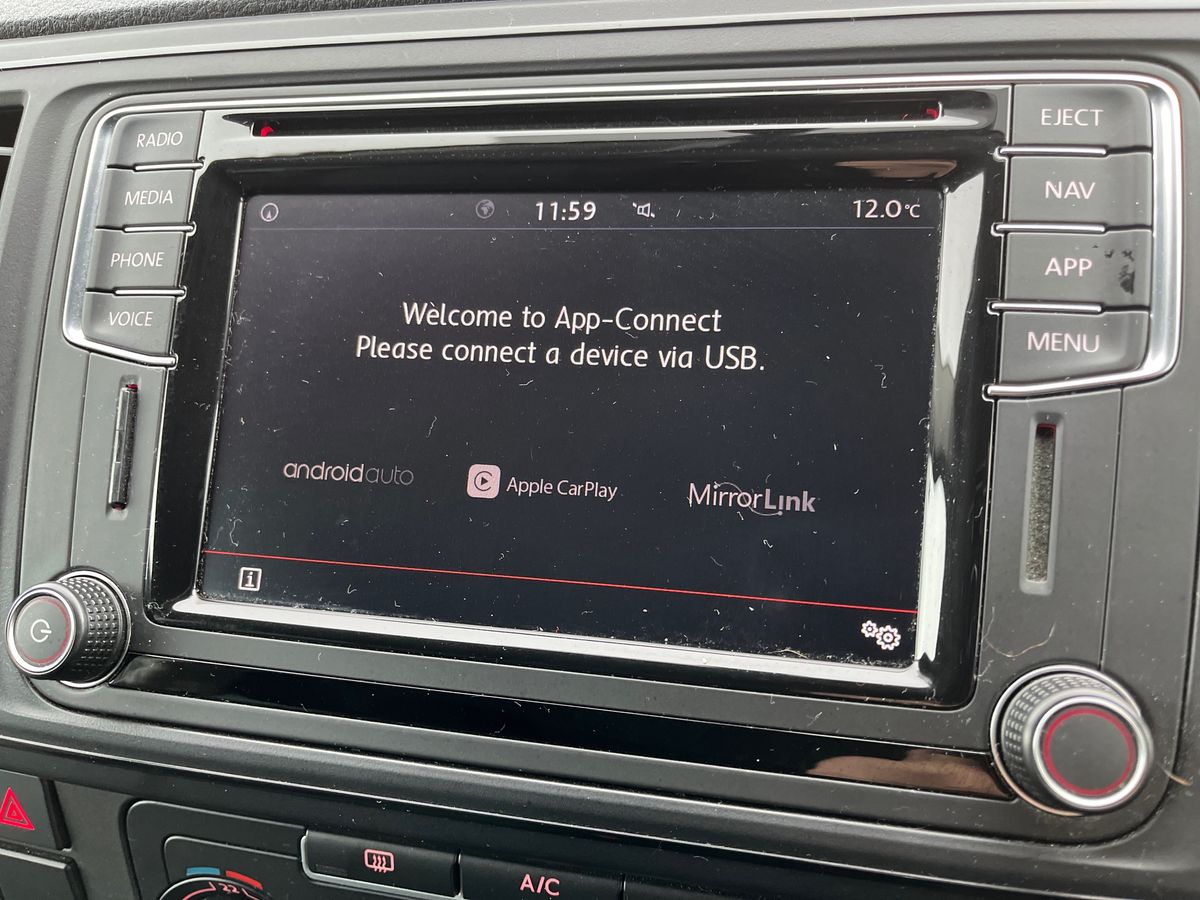 RADIO
MEDIA
PHONE
VOICE
EJECT
NAV
APP
MENU
11:59
12.0°C
Welcome to App-Connect
Please connect a device via USB.
androidauto
Apple CarPlay
MirrorLink
i
22
A/C